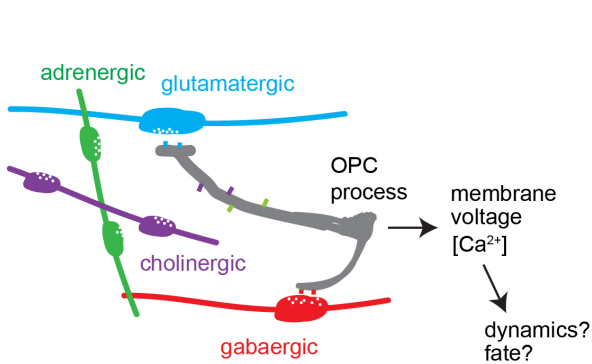 adrenergic
glutamatergic
OPC
process
membrane
voltage
[Ca²⁺]
cholinergic
dynamics?
fate?
gabaergic